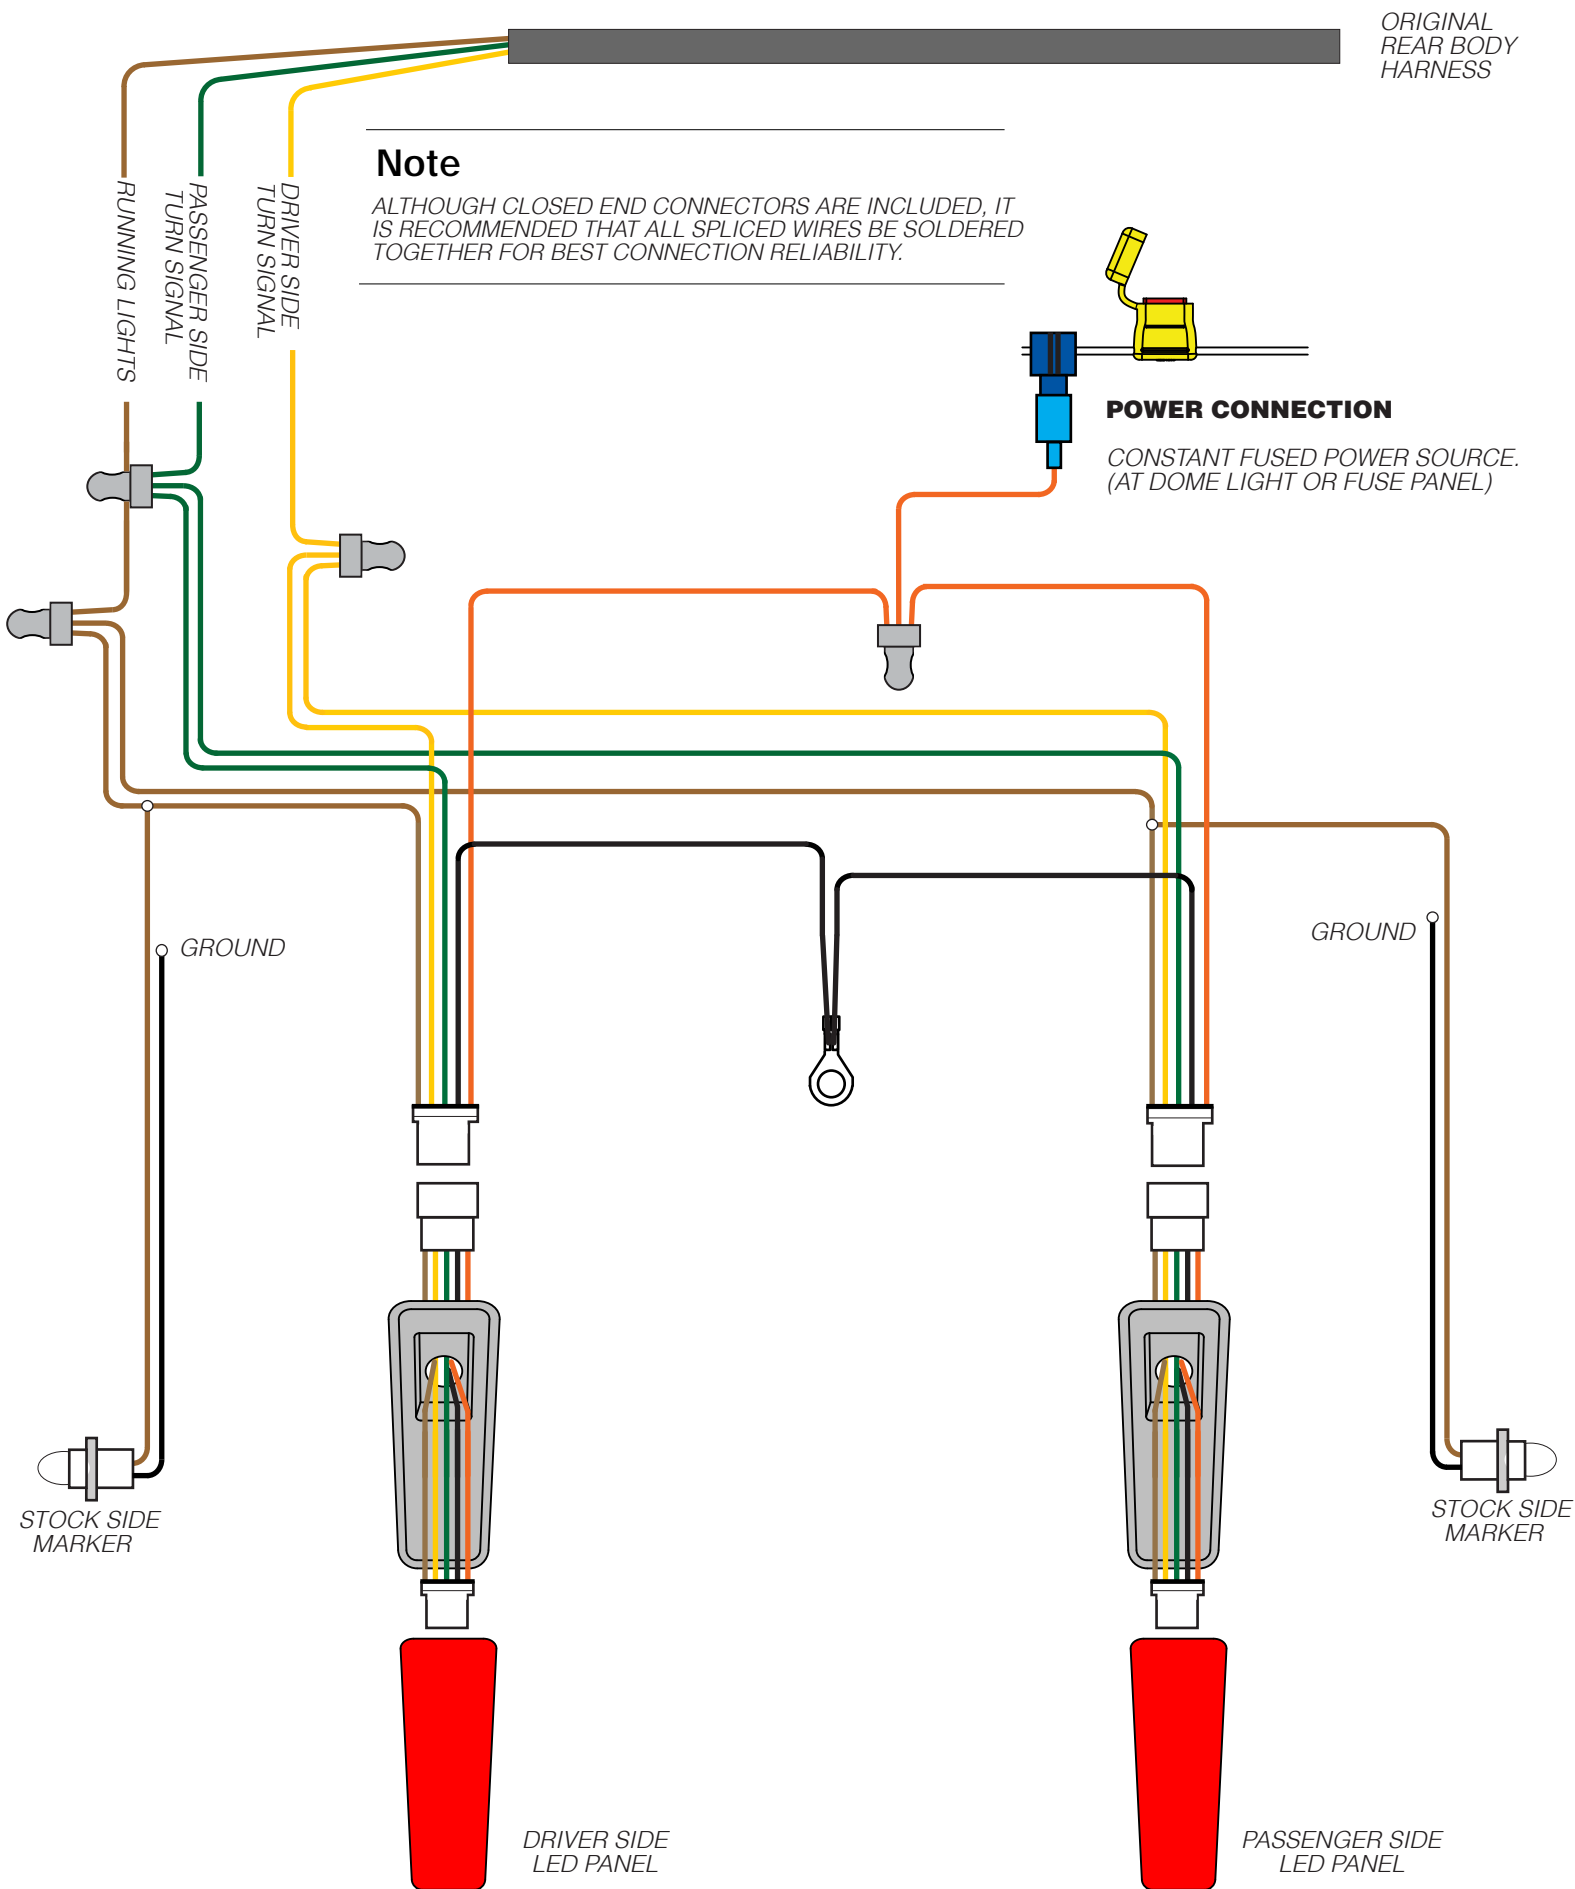 ORIGINAL
REAR BODY
HARNESS
Note
ALTHOUGH CLOSED END CONNECTORS ARE INCLUDED, IT
IS RECOMMENDED THAT ALL SPLICED WIRES BE SOLDERED
TOGETHER FOR BEST CONNECTION RELIABILITY.
RUNNING LIGHTS
PASSENGER SIDE
TURN SIGNAL
DRIVER SIDE
TURN SIGNAL
POWER CONNECTION
CONSTANT FUSED POWER SOURCE.
(AT DOME LIGHT OR FUSE PANEL)
GROUND
GROUND
STOCK SIDE
MARKER
STOCK SIDE
MARKER
DRIVER SIDE
LED PANEL
PASSENGER SIDE
LED PANEL